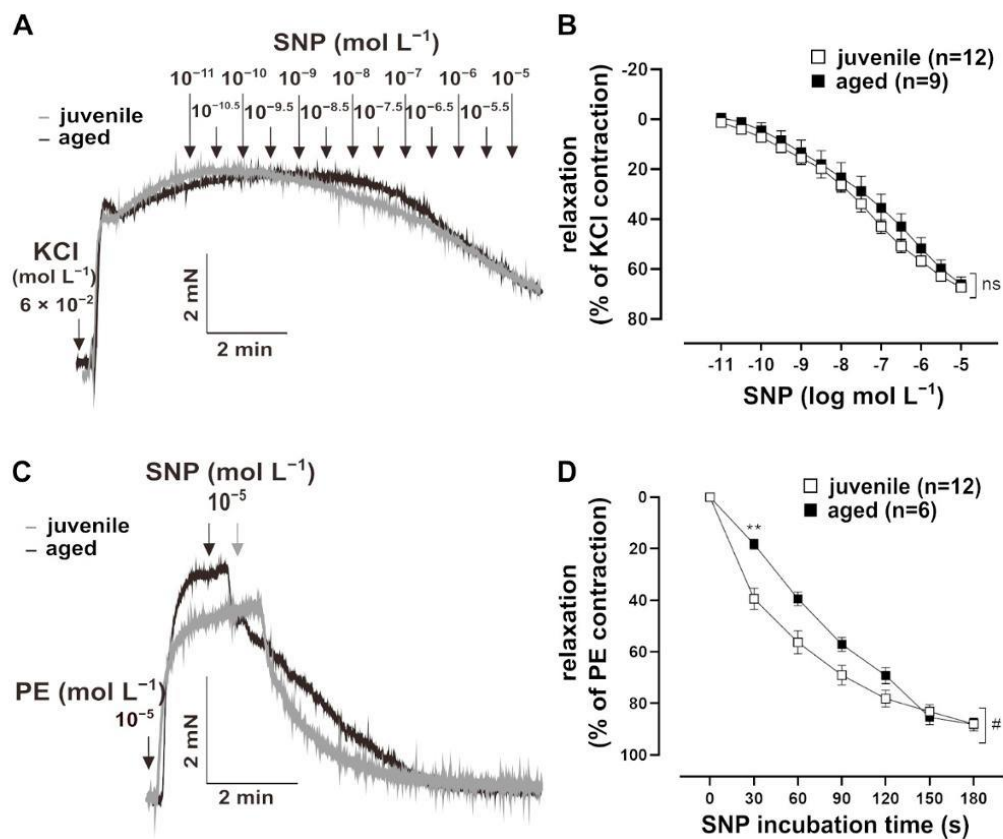 A
SNP (mol L⁻¹)
10⁻¹¹ 10⁻¹⁰ 10⁻⁹ 10⁻⁸ 10⁻⁷ 10⁻⁶ 10⁻⁵
10⁻¹⁰·⁵ 10⁻⁹·⁵ 10⁻⁸·⁵ 10⁻⁷·⁵ 10⁻⁶·⁵ 10⁻⁵·⁵
juvenile
aged
KCl
(mol L⁻¹)
6 × 10⁻²
2 mN
2 min
B
juvenile (n=12)
aged (n=9)
relaxation
(% of KCl contraction)
-20
0
20
40
60
80
ns
-11 -10 -9 -8 -7 -6 -5
SNP (log mol L⁻¹)
C
SNP (mol L⁻¹)
10⁻⁵
juvenile
aged
PE (mol L⁻¹)
10⁻⁵
2 mN
2 min
D
juvenile (n=12)
aged (n=6)
relaxation
(% of PE contraction)
0
20
40
60
80
100
**
#
0 30 60 90 120 150 180
SNP incubation time (s)